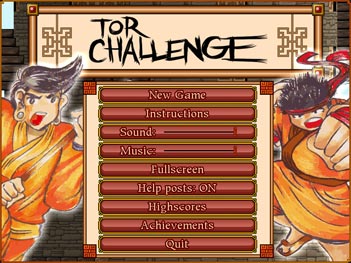 TOR
CHALLENGE
New Game
Instructions
Sound:
Music:
Fullscreen
Help posts: ON
Highscores
Achievements
Quit